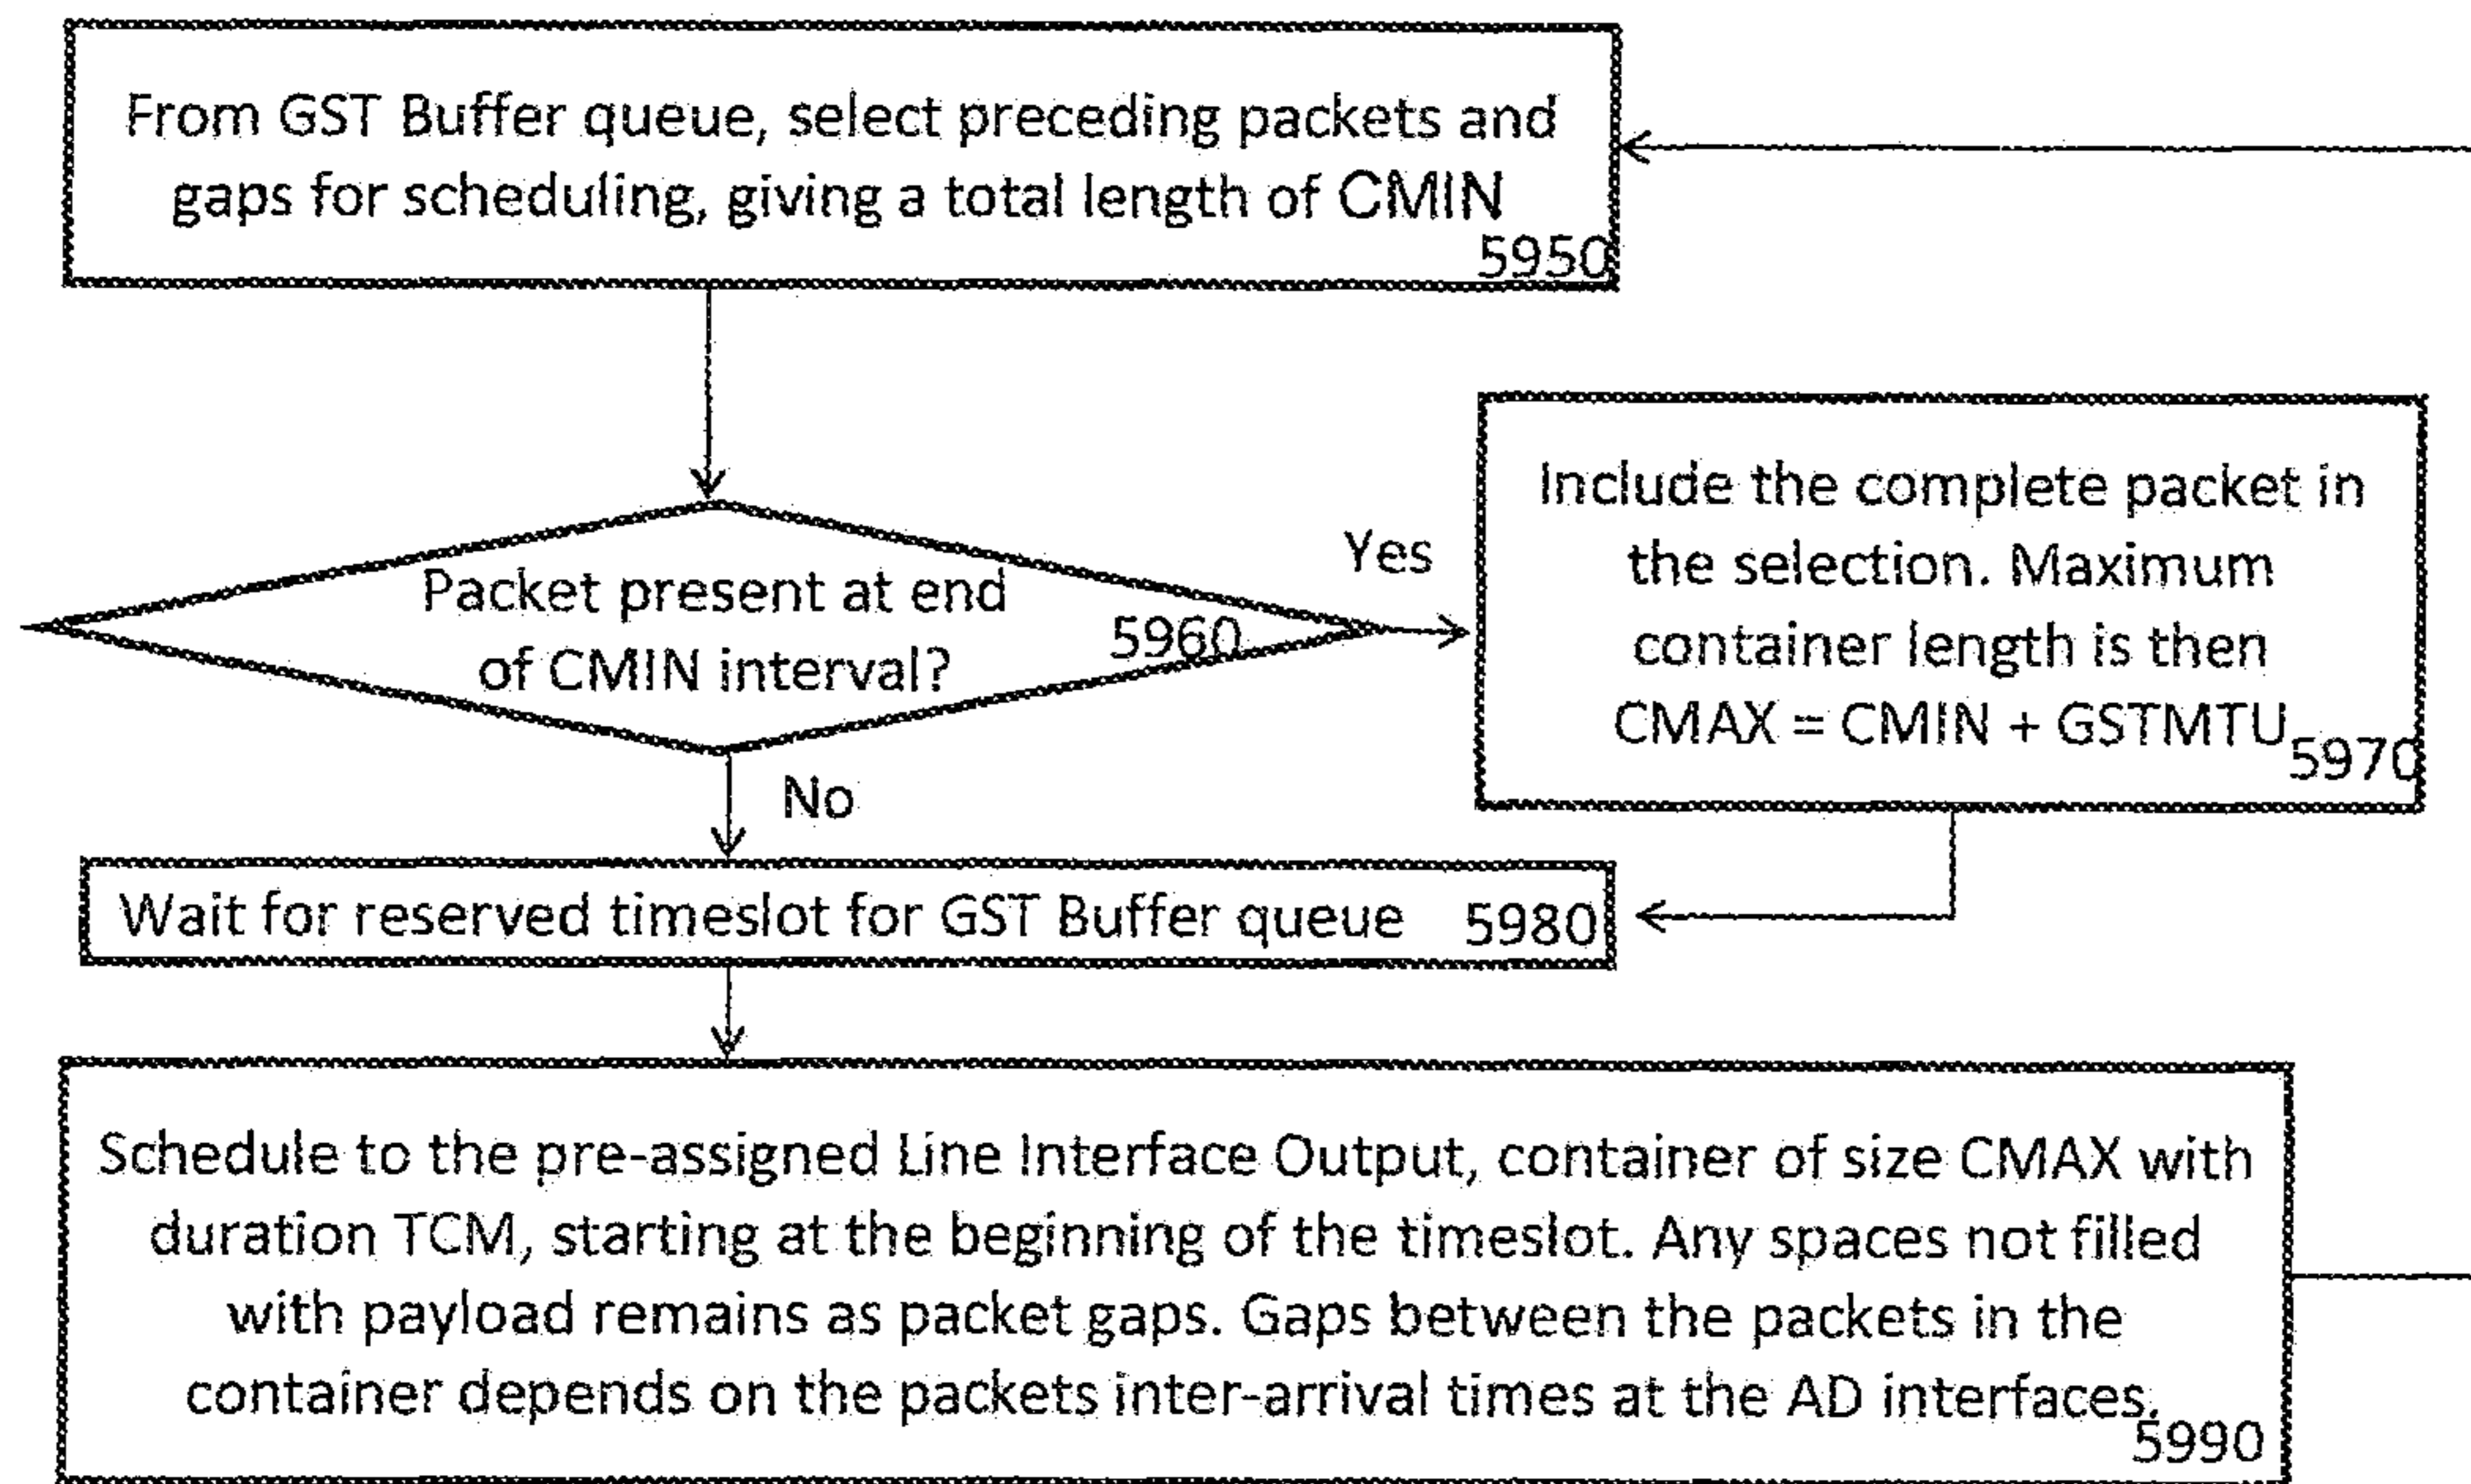 From GST Buffer queue, select preceding packets and
gaps for scheduling, giving a total length of CMIN
5950
Packet present at end
of CMIN interval?
5960
Yes
Include the complete packet in
the selection. Maximum
container length is then
CMAX = CMIN + GSTMTU
5970
No
Wait for reserved timeslot for GST Buffer queue 5980
Schedule to the pre-assigned Line Interface Output, container of size CMAX with
duration TCM, starting at the beginning of the timeslot. Any spaces not filled
with payload remains as packet gaps. Gaps between the packets in the
container depends on the packets inter-arrival times at the AD interfaces.
5990